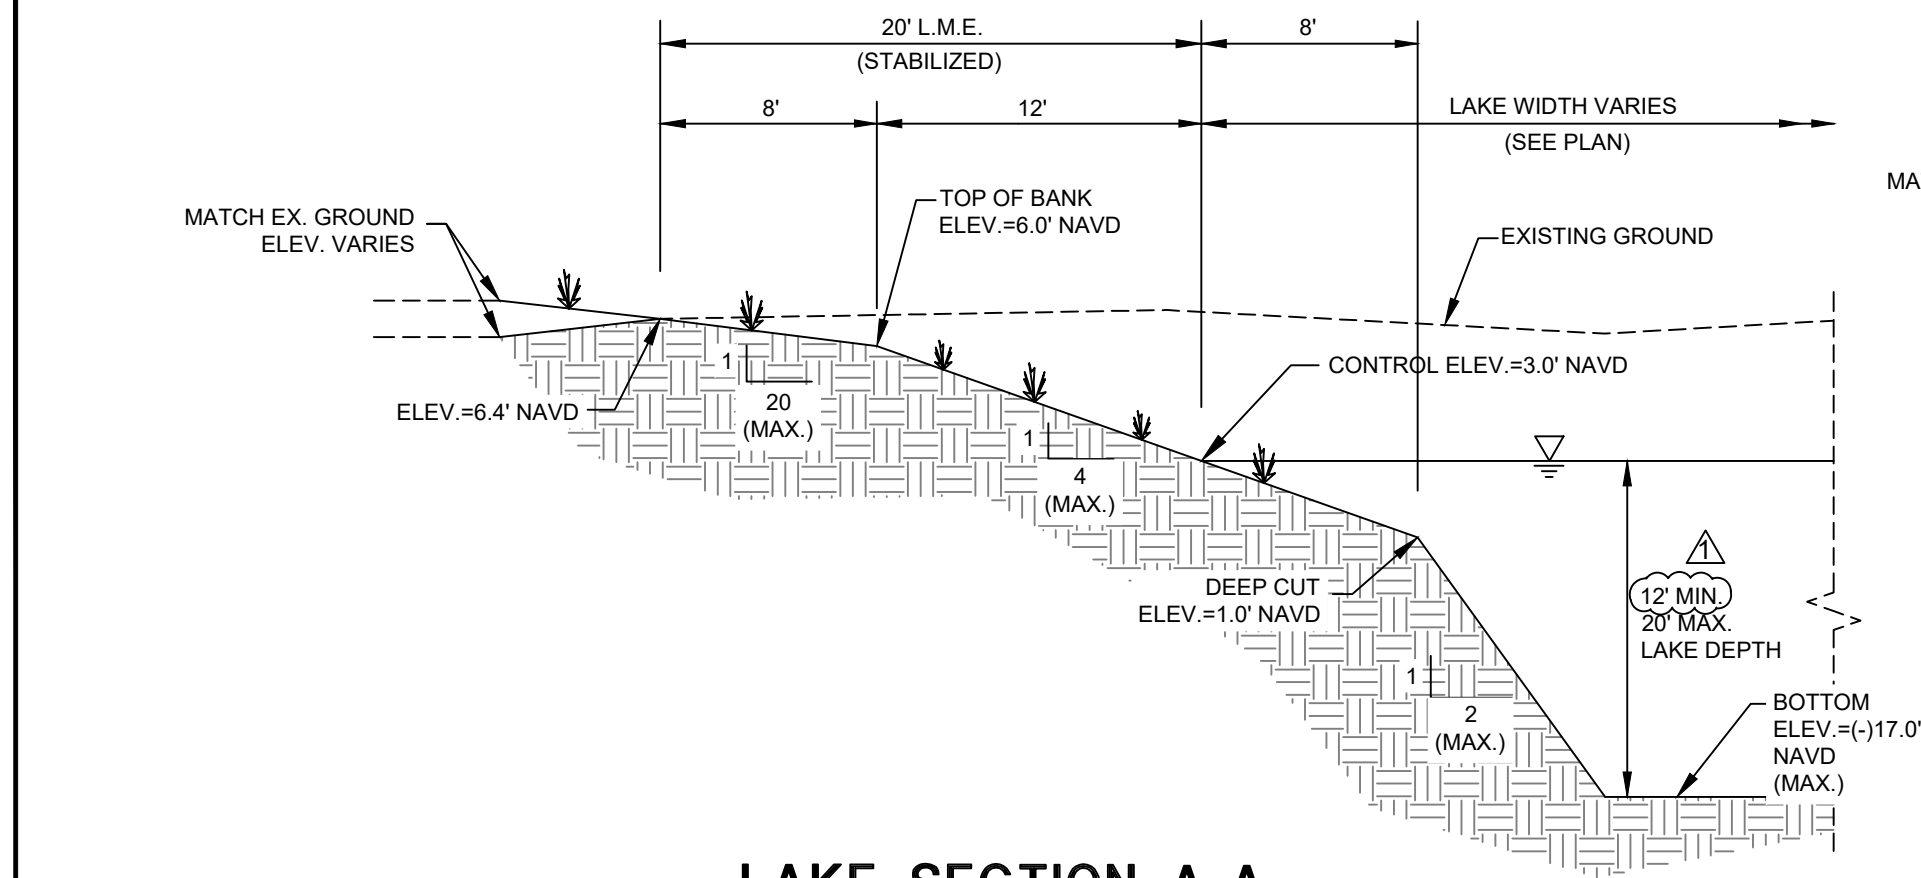 20' L.M.E.
(STABILIZED)
8'
8'
12'
LAKE WIDTH VARIES
(SEE PLAN)
MA
MATCH EX. GROUND
ELEV. VARIES
TOP OF BANK
ELEV.=6.0' NAVD
EXISTING GROUND
CONTROL ELEV.=3.0' NAVD
ELEV.=6.4' NAVD
1
20
(MAX.)
1
4
(MAX.)
DEEP CUT
ELEV.=1.0' NAVD
1
12' MIN.
20' MAX.
LAKE DEPTH
1
2
(MAX.)
BOTTOM
ELEV.=(-)17.0'
NAVD
(MAX.)
LAKE SECTION A-A